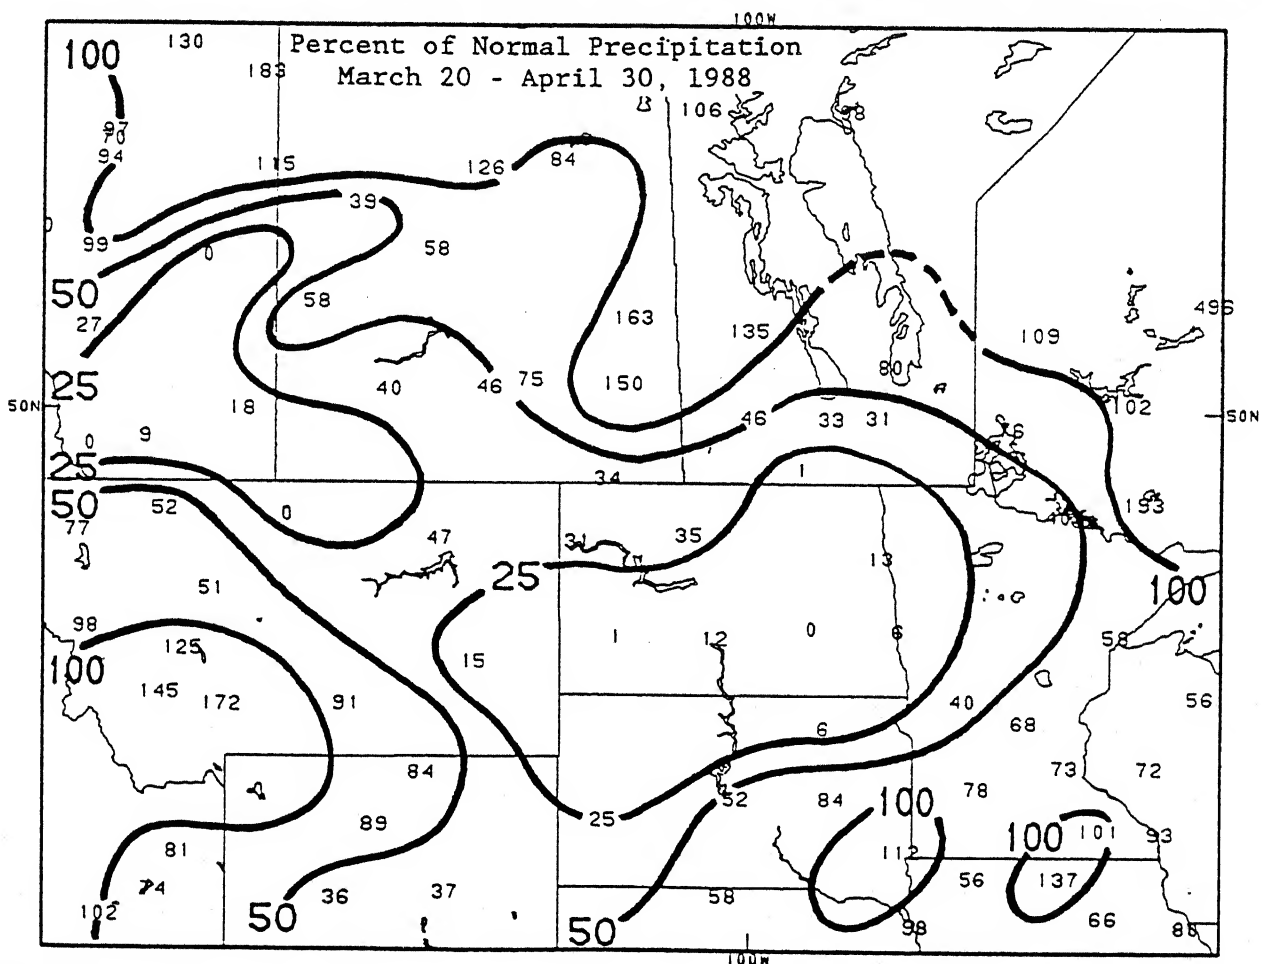 100W
Percent of Normal Precipitation
March 20 - April 30, 1988
100 130 183
106
97
70
94 115 126 84
39
99 0 58
50 58
27 163 135 109
25 40 46 75 150 80
50N 18 46 33 31 102 50N
9
0
25 34 1
50 52 0 193
77 47 31 35 13
25 100
51
98 1 12 0 6 58
125
100 15
145 172 91 40 56
6 68
84 73 72
52 84 78
100
89 25 100 101 93
81 112
74 36 37 58 56 137
102 50 50 98 66
100W